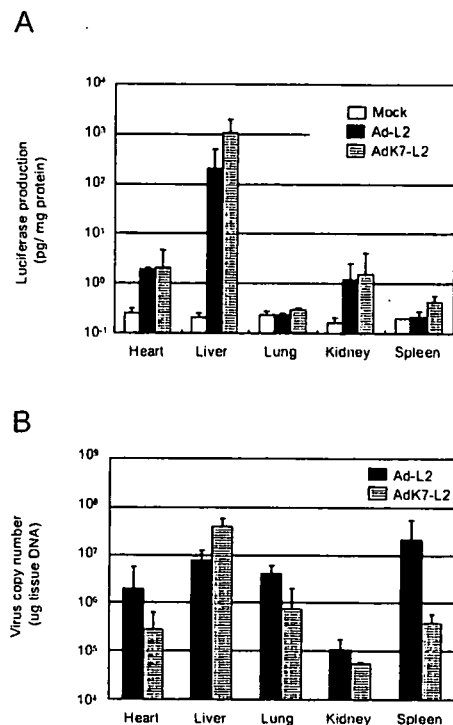 A
Luciferase production
(pg/ mg protein)
10⁴
10³
10²
10¹
10⁰
10⁻¹
Mock
Ad-L2
AdK7-L2
Heart Liver Lung Kidney Spleen
B
Virus copy number
(ug tissue DNA)
10⁹
10⁸
10⁷
10⁶
10⁵
10⁴
Ad-L2
AdK7-L2
Heart Liver Lung Kidney Spleen